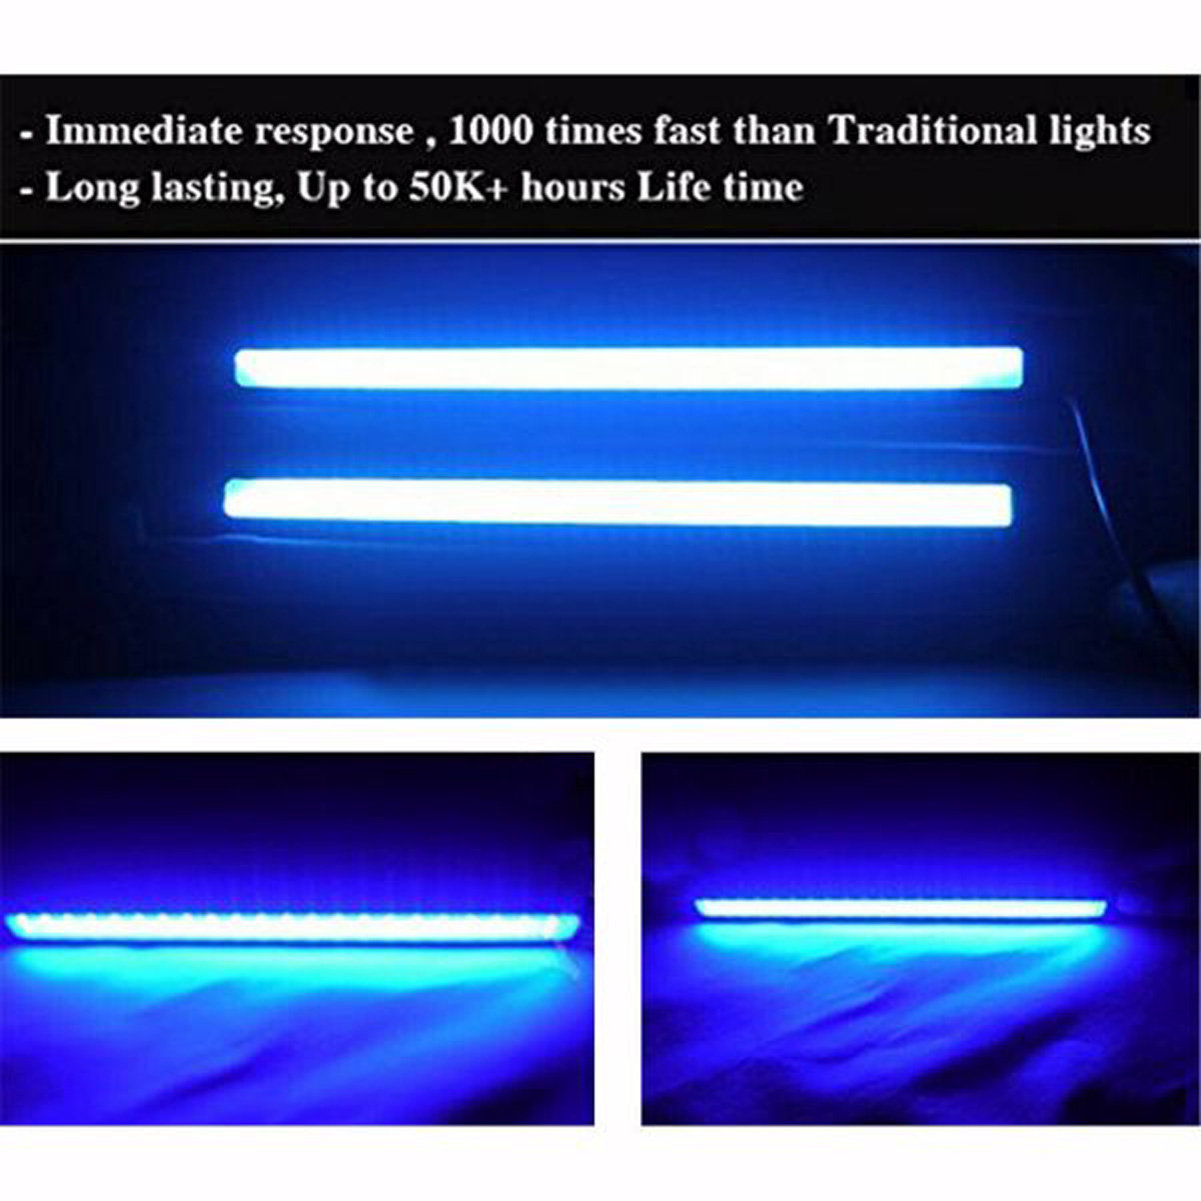 - Immediate response , 1000 times fast than Traditional lights
- Long lasting, Up to 50K+ hours Life time